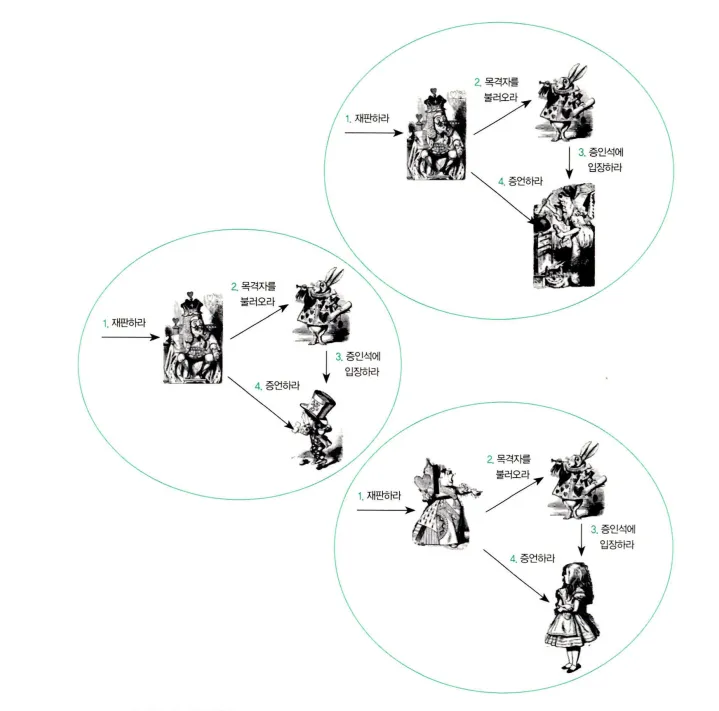 1. 재판하라
2. 목격자를
불러오라
3. 증인석에
입장하라
4. 증언하라
1. 재판하라
2. 목격자를
불러오라
3. 증인석에
입장하라
4. 증언하라
1. 재판하라
2. 목격자를
불러오라
3. 증인석에
입장하라
4. 증언하라